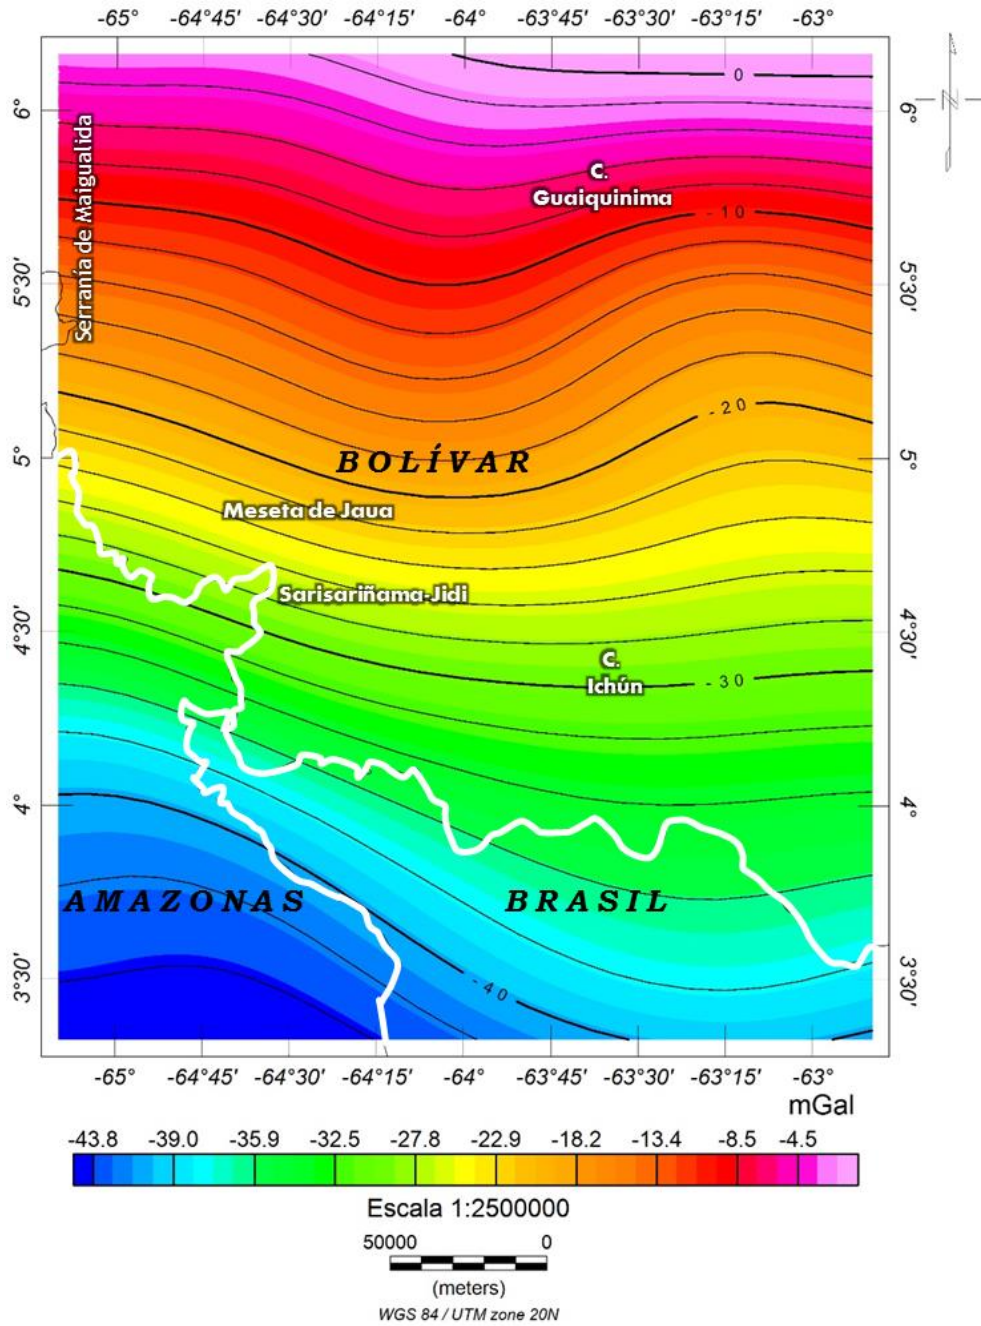 -65° -64°45' -64°30' -64°15' -64° -63°45' -63°30' -63°15' -63°
0
6° 6°
N
Serranía de Maigualida
C.
Guaiquinima
-10
5°30' 5°30'
-20
5° 5°
BOLÍVAR
Meseta de Jaua
Sarisariñama-Jidi
4°30' 4°30'
C.
Ichún
-30
4° 4°
AMAZONAS BRASIL
3°30' 3°30'
-40
-65° -64°45' -64°30' -64°15' -64° -63°45' -63°30' -63°15' -63°
mGal
-43.8 -39.0 -35.9 -32.5 -27.8 -22.9 -18.2 -13.4 -8.5 -4.5
Escala 1:2500000
50000 0
(meters)
WGS 84 / UTM zone 20N